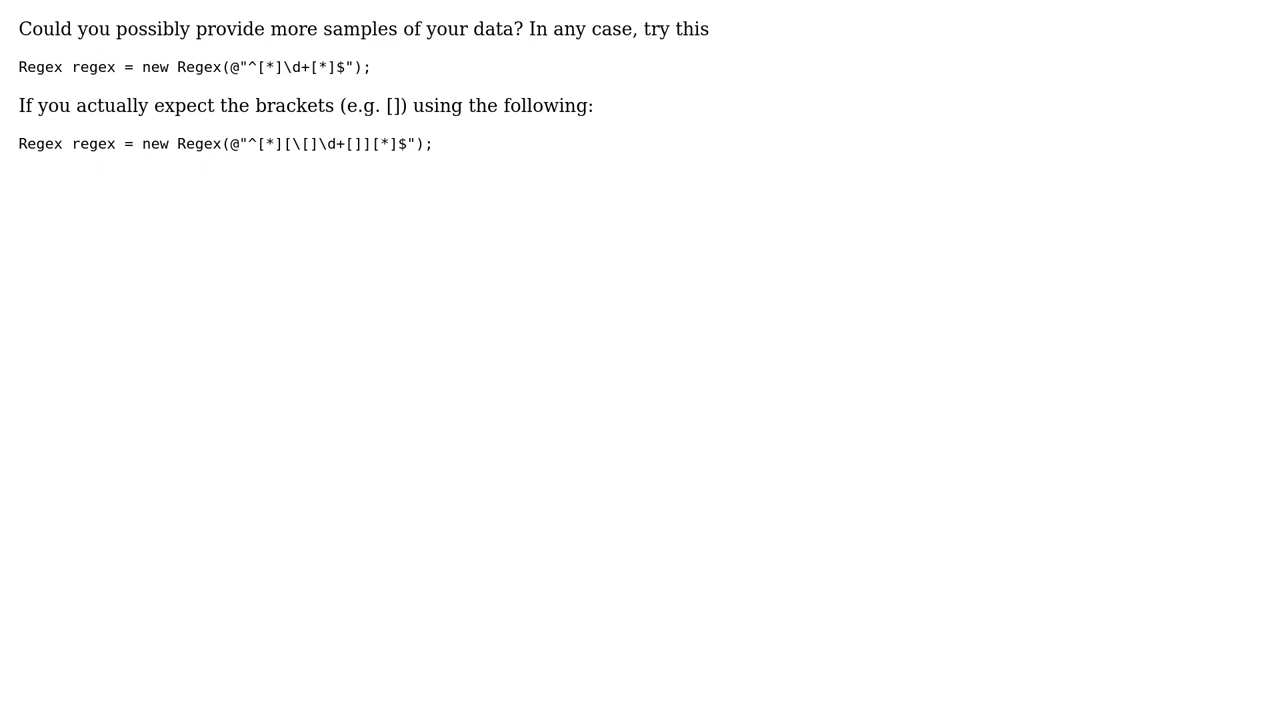 Could you possibly provide more samples of your data? In any case, try this
Regex regex = new Regex(@"^[*]\d+[*]$");
If you actually expect the brackets (e.g. []) using the following:
Regex regex = new Regex(@"^[*][\[]\d+[]][*]$");